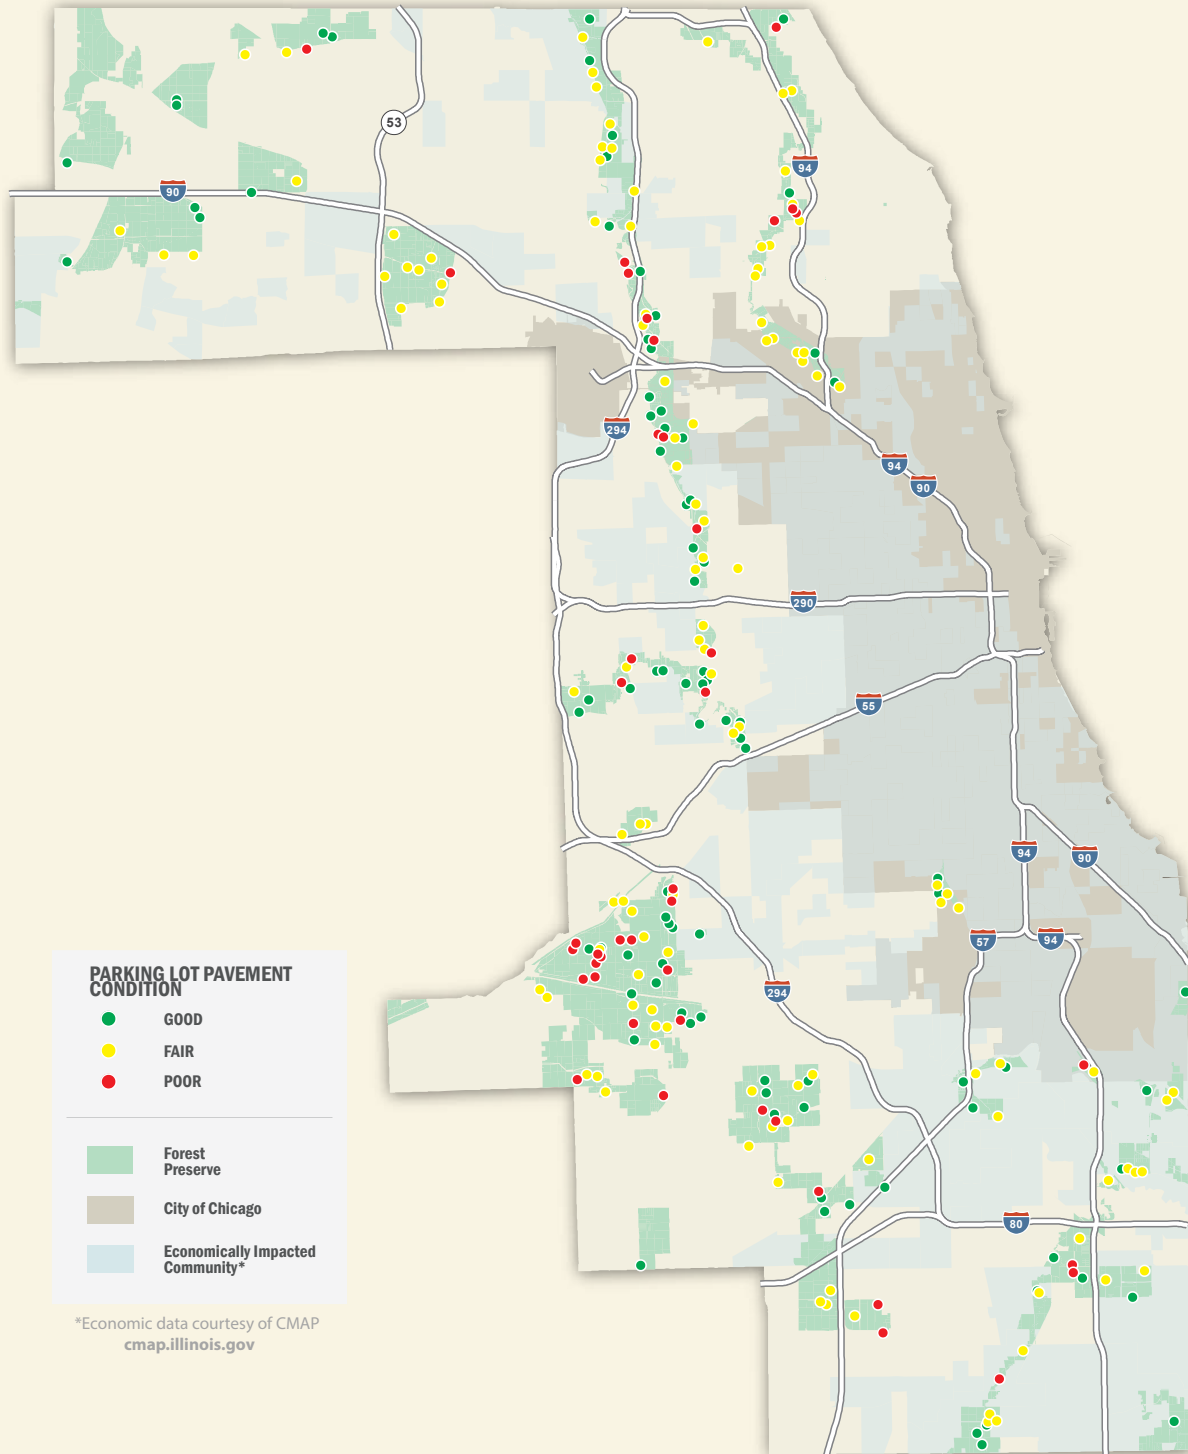 53
94
90
294
94
90
290
55
94
90
57
94
294
80
PARKING LOT PAVEMENT
CONDITION
GOOD
FAIR
POOR
Forest
Preserve
City of Chicago
Economically Impacted
Community*
*Economic data courtesy of CMAP
cmap.illinois.gov